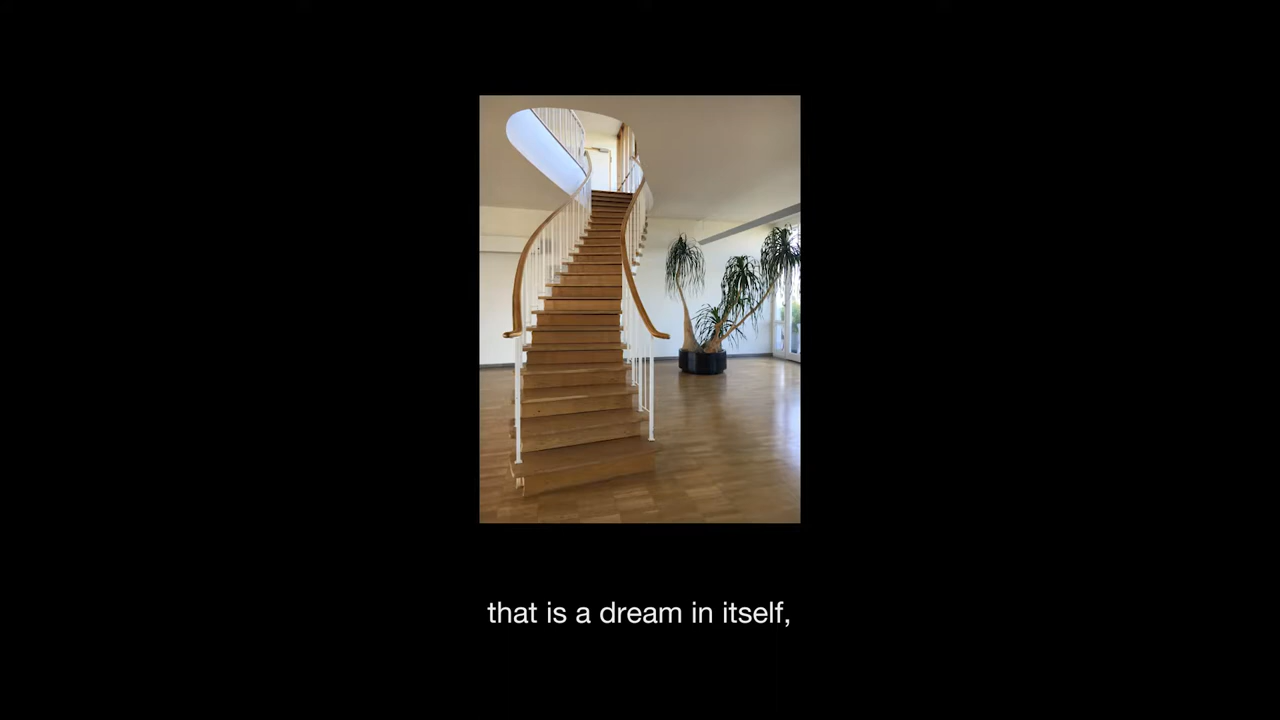 that is a dream in itself,